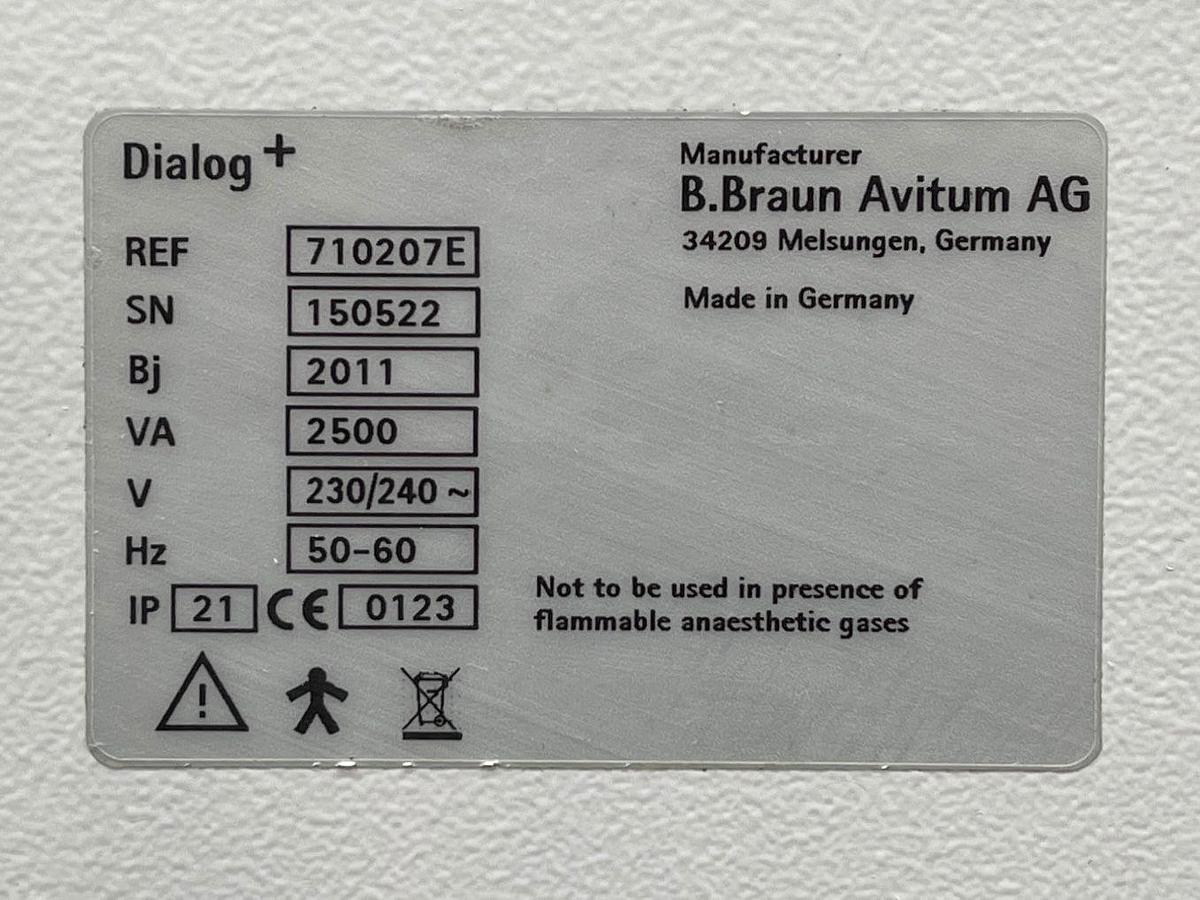 Dialog+
Manufacturer
B.Braun Avitum AG
34209 Melsungen, Germany
Made in Germany
REF 710207E
SN 150522
Bj 2011
VA 2500
V 230/240 ~
Hz 50-60
IP 21 CE 0123
Not to be used in presence of
flammable anaesthetic gases